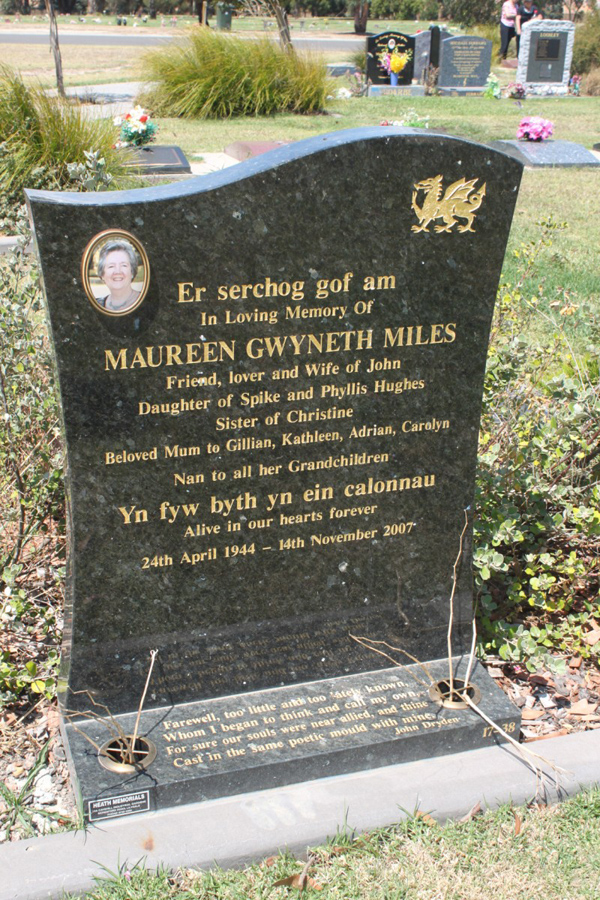 Er serchog gof am
In Loving Memory Of
MAUREEN GWYNETH MILES
Friend, lover and Wife of John
Daughter of Spike and Phyllis Hughes
Sister of Christine
Beloved Mum to Gillian, Kathleen, Adrian, Carolyn
Nan to all her Grandchildren
Yn fyw byth yn ein calonnau
Alive in our hearts forever
24th April 1944 – 14th November 2007
Farewell, too little and too lately known,
Whom I began to think and call my own,
For sure our souls were near allied, and thine
Cast in the same poetic mould with mine.
John Dryden
HEATH MEMORIALS